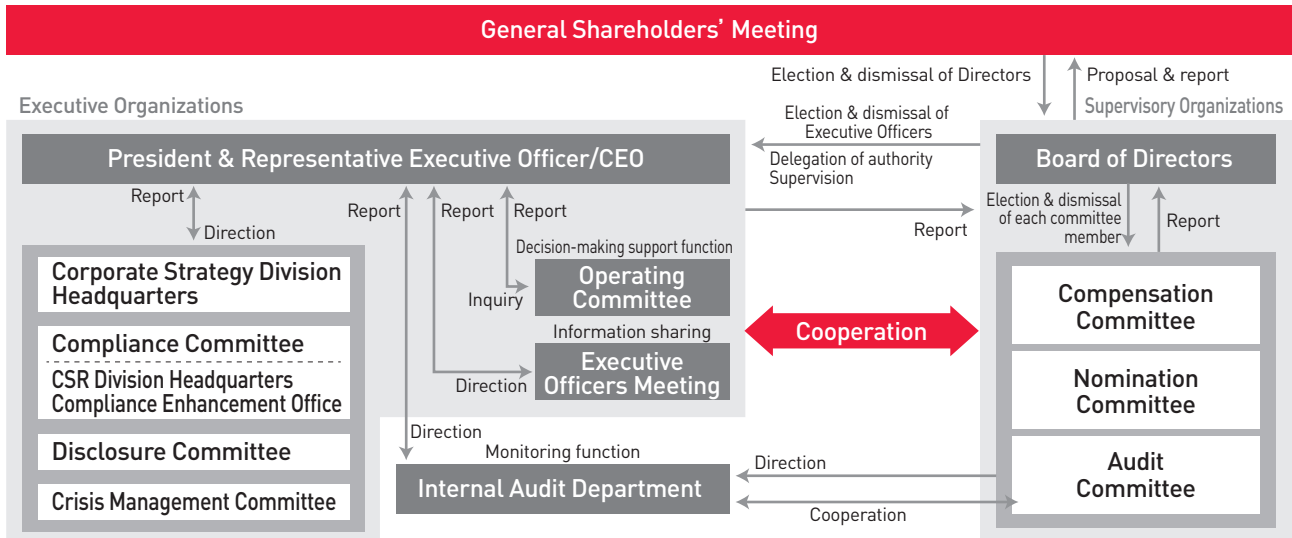 General Shareholders' Meeting
Election & dismissal of Directors
Proposal & report
Executive Organizations
Supervisory Organizations
Election & dismissal of
Executive Officers
President & Representative Executive Officer/CEO
Delegation of authority
Supervision
Board of Directors
Report
Direction
Report
Report
Report
Report
Election & dismissal
of each committee
member
Report
Corporate Strategy Division
Headquarters
Compliance Committee
CSR Division Headquarters
Compliance Enhancement Office
Disclosure Committee
Crisis Management Committee
Decision-making support function
Operating
Committee
Inquiry
Information sharing
Executive
Officers Meeting
Direction
Cooperation
Compensation
Committee
Nomination
Committee
Audit
Committee
Direction
Monitoring function
Internal Audit Department
Direction
Cooperation